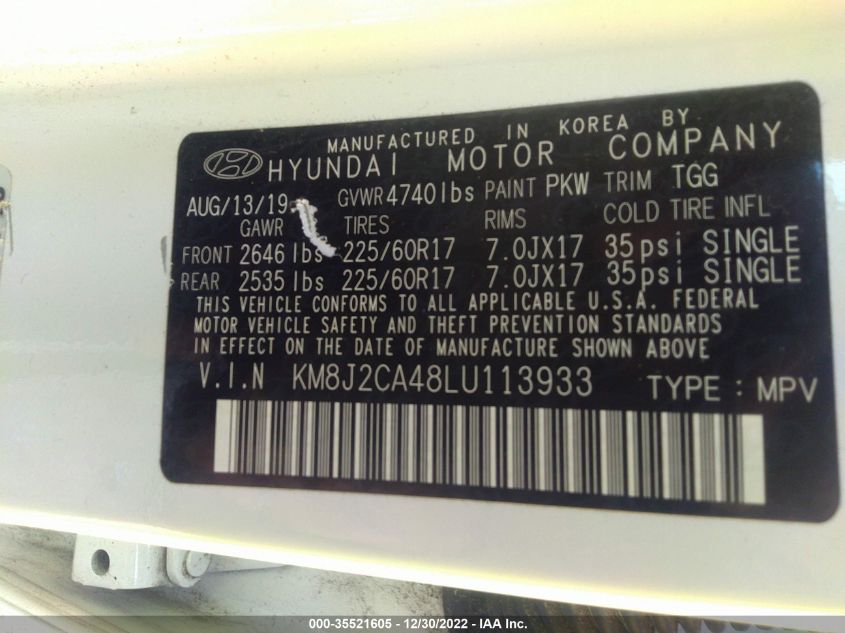 MANUFACTURED IN KOREA BY
HYUNDAI MOTOR COMPANY
AUG/13/19 GVWR 4740lbs PAINT PKW TRIM TGG
GAWR TIRES RIMS COLD TIRE INFL
FRONT 2646 lbs 225/60R17 7.0JX17 35psi SINGLE
REAR 2535 lbs 225/60R17 7.0JX17 35psi SINGLE
THIS VEHICLE CONFORMS TO ALL APPLICABLE U.S.A. FEDERAL
MOTOR VEHICLE SAFETY AND THEFT PREVENTION STANDARDS
IN EFFECT ON THE DATE OF MANUFACTURE SHOWN ABOVE
V.I.N KM8J2CA48LU113933 TYPE: MPV
000-35521605 - 12/30/2022 - IAA Inc.